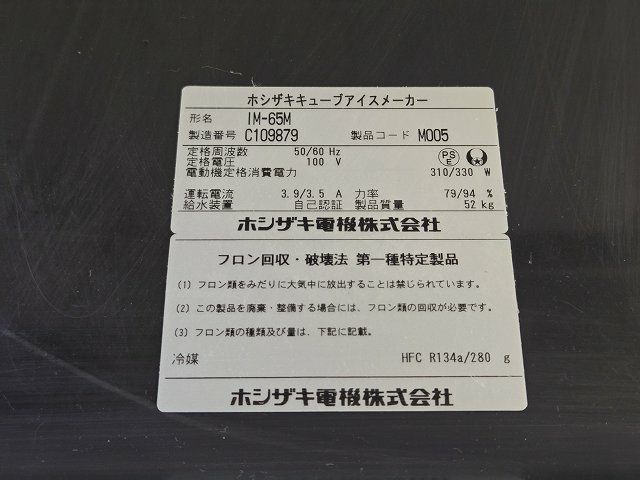 ホシザキキューブアイスメーカー
形名 IM-65M
製造番号 C109879 製品コード M005
定格周波数 50/60 Hz
定格電圧 100 V
PS E
電動機定格消費電力 310/330 W
運転電流 3.9/3.5 A 力率 79/94 %
給水装置 自己認証 製品質量 52 kg
ホシザキ電機株式会社
フロン回収・破壊法 第一種特定製品
(1) フロン類をみだりに大気中に放出することは禁じられています。
(2) この製品を廃棄・整備する場合には、フロン類の回収が必要です。
(3) フロン類の種類及び量は、下記に記載。
冷媒 HFC R134a/280 g
ホシザキ電機株式会社